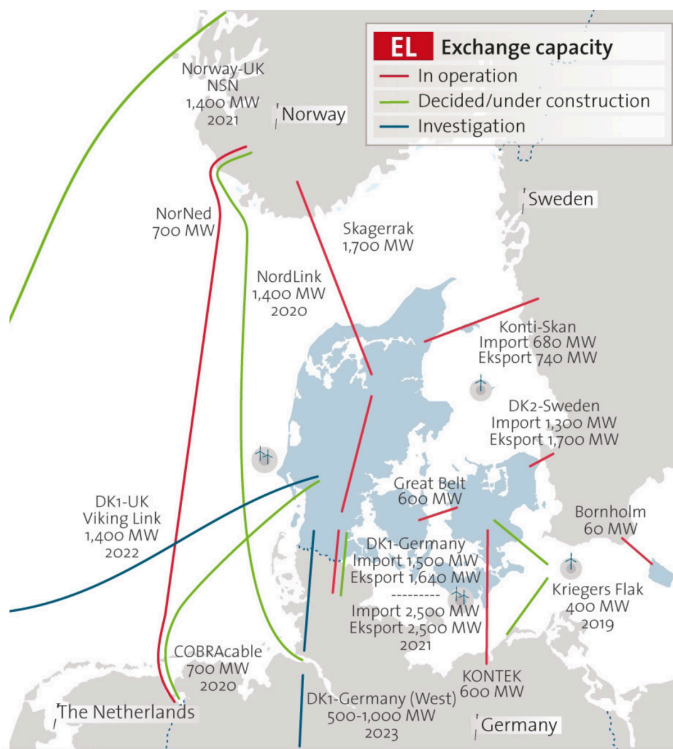 EL Exchange capacity
In operation
Decided/under construction
Investigation
Norway-UK
NSN
1,400 MW
2021
Norway
Sweden
NorNed
700 MW
Skagerrak
1,700 MW
NordLink
1,400 MW
2020
Konti-Skan
Import 680 MW
Eksport 740 MW
DK2-Sweden
Import 1,300 MW
Eksport 1,700 MW
Great Belt
600 MW
Bornholm
60 MW
DK1-UK
Viking Link
1,400 MW
2022
DK1-Germany
Import 1,500 MW
Eksport 1,640 MW
---------
Import 2,500 MW
Eksport 2,500 MW
2021
Kriegers Flak
400 MW
2019
COBRAcable
700 MW
2020
KONTEK
600 MW
DK1-Germany (West)
500-1,000 MW
2023
The Netherlands
Germany